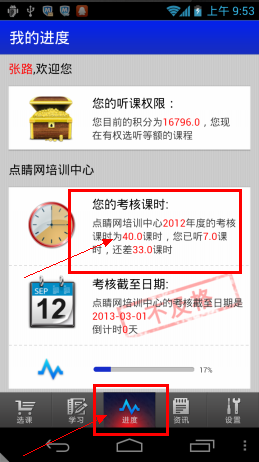 上午 9:53
我的进度
张路,欢迎您
您的听课权限：
您目前的积分为16796.0，您现
在有权选听等额的课程
点睛网培训中心
您的考核课时:
点睛网培训中心2012年度的考核
课时为40.0课时，您已听7.0课
时，还差33.0课时
考核截至日期:
SEP
12
点睛网培训中心的考核截至日期是
2013-03-01
倒计时0天
不合格
17%
选课
学习
进度
资讯
设置